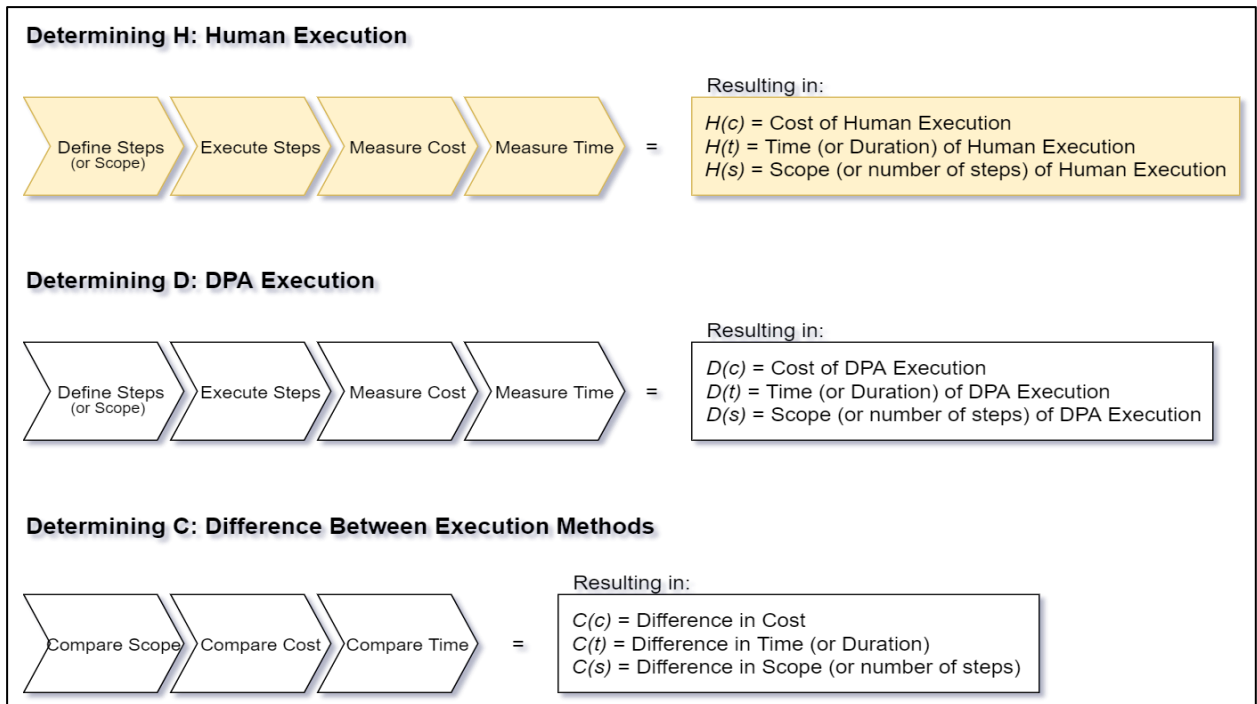 Determining H: Human Execution
Resulting in:
Define Steps
(or Scope)
Execute Steps
Measure Cost
Measure Time
=
H(c) = Cost of Human Execution
H(t) = Time (or Duration) of Human Execution
H(s) = Scope (or number of steps) of Human Execution
Determining D: DPA Execution
Resulting in:
Define Steps
(or Scope)
Execute Steps
Measure Cost
Measure Time
=
D(c) = Cost of DPA Execution
D(t) = Time (or Duration) of DPA Execution
D(s) = Scope (or number of steps) of DPA Execution
Determining C: Difference Between Execution Methods
Resulting in:
Compare Scope
Compare Cost
Compare Time
=
C(c) = Difference in Cost
C(t) = Difference in Time (or Duration)
C(s) = Difference in Scope (or number of steps)